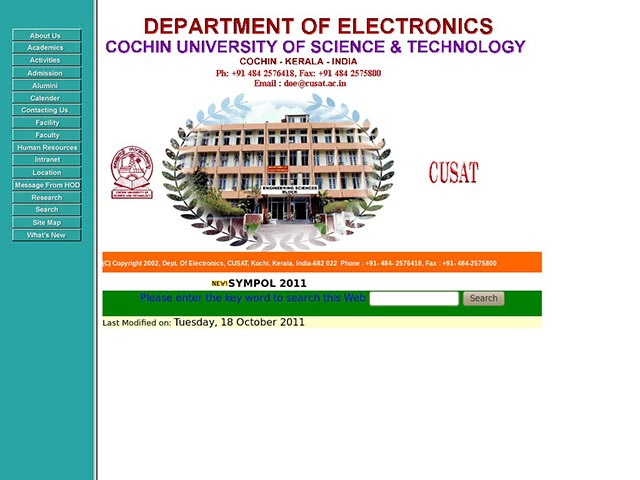 About Us
Academics
Activities
Admission
Alumini
Calender
Contacting Us
Facility
Faculty
Human Resources
Intranet
Location
Message From HOD
Research
Search
Site Map
What's New
DEPARTMENT OF ELECTRONICS
COCHIN UNIVERSITY OF SCIENCE & TECHNOLOGY
COCHIN - KERALA - INDIA
Ph: +91 484 2576418, Fax: +91 484 2575800
Email : doe@cusat.ac.in
ENGINEERING SCIENCES
BLOCK
COCHIN UNIVERSITY OF
SCIENCE AND TECHNOLOGY
CUSAT
(C) Copyright 2002, Dept. Of Electronics, CUSAT, Kochi, Kerala, India-682 022  Phone : +91- 484- 2576418, Fax : +91- 484-2575800
NEW! SYMPOL 2011
Please enter the key word to search this Web Search
Last Modified on: Tuesday, 18 October 2011